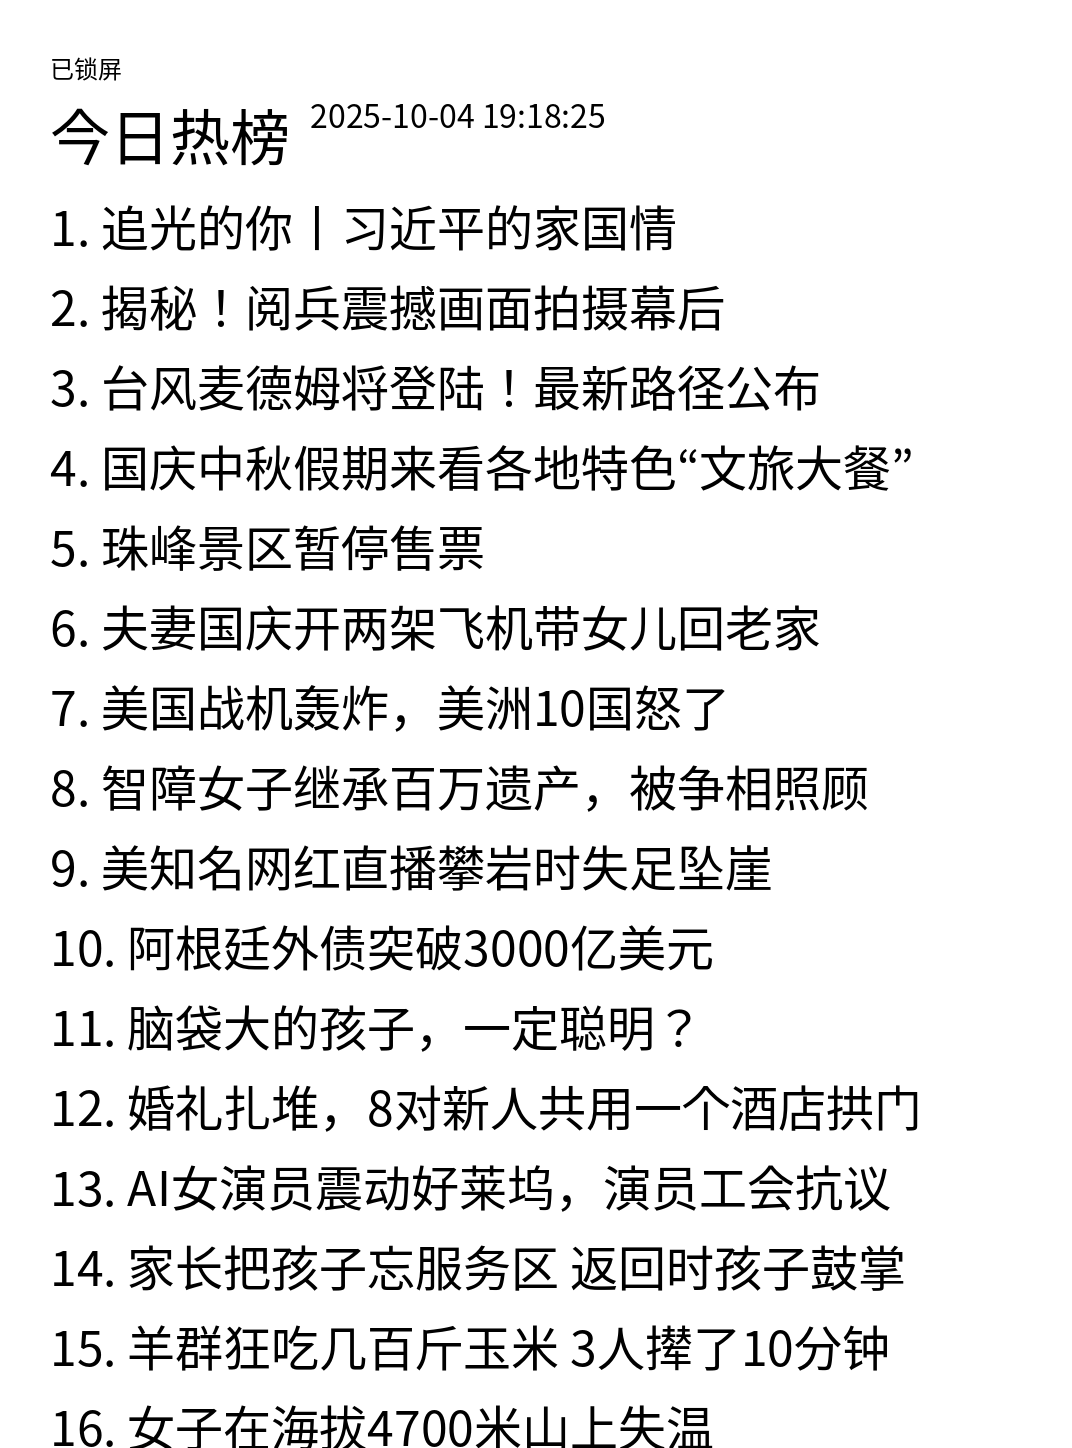 已锁屏
今日热榜 2025-10-04 19:18:25
1. 追光的你丨习近平的家国情
2. 揭秘！阅兵震撼画面拍摄幕后
3. 台风麦德姆将登陆！最新路径公布
4. 国庆中秋假期来看各地特色“文旅大餐”
5. 珠峰景区暂停售票
6. 夫妻国庆开两架飞机带女儿回老家
7. 美国战机轰炸，美洲10国怒了
8. 智障女子继承百万遗产，被争相照顾
9. 美知名网红直播攀岩时失足坠崖
10. 阿根廷外债突破3000亿美元
11. 脑袋大的孩子，一定聪明？
12. 婚礼扎堆，8对新人共用一个酒店拱门
13. AI女演员震动好莱坞，演员工会抗议
14. 家长把孩子忘服务区 返回时孩子鼓掌
15. 羊群狂吃几百斤玉米 3人撵了10分钟
16. 女子在海拔4700米山上失温